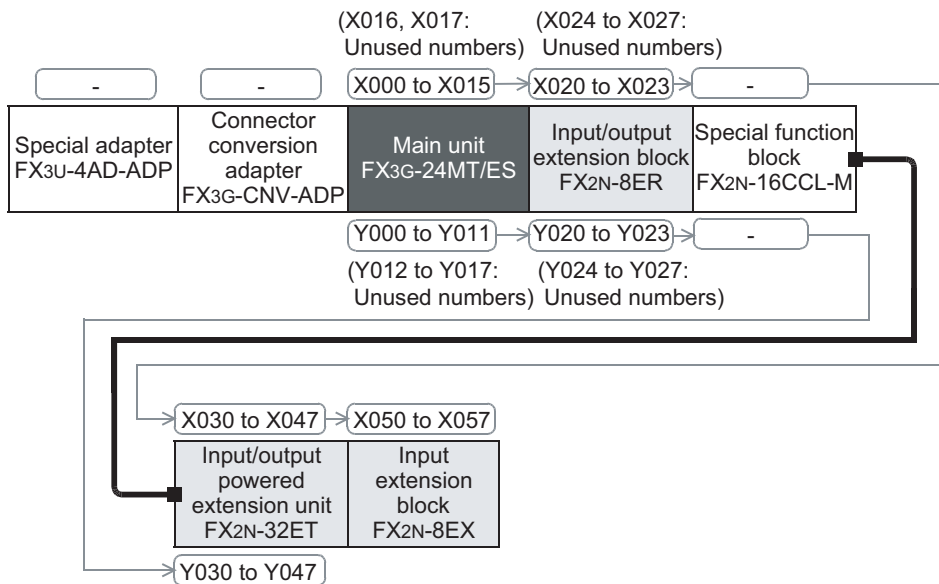 (X016, X017:
Unused numbers)
(X024 to X027:
Unused numbers)
-
-
X000 to X015
X020 to X023
-
Special adapter
FX3U-4AD-ADP
Connector
conversion
adapter
FX3G-CNV-ADP
Main unit
FX3G-24MT/ES
Input/output
extension block
FX2N-8ER
Special function
block
FX2N-16CCL-M
Y000 to Y011
Y020 to Y023
-
(Y012 to Y017:
Unused numbers)
(Y024 to Y027:
Unused numbers)
X030 to X047
X050 to X057
Input/output
powered
extension unit
FX2N-32ET
Input
extension
block
FX2N-8EX
Y030 to Y047